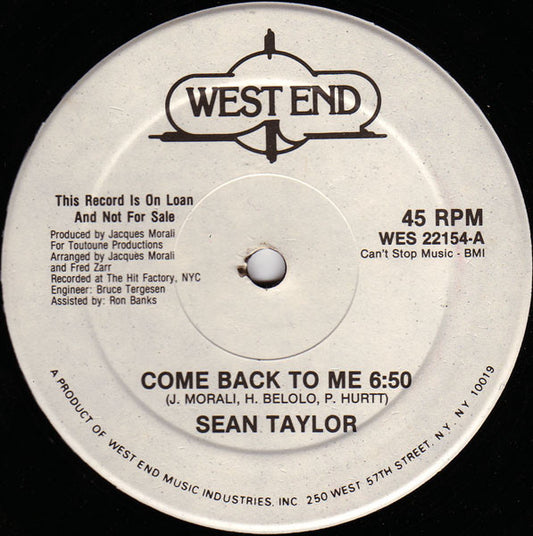 WEST END
This Record Is On Loan
And Not For Sale
Produced by Jacques Morali
For Toutoune Productions
Arranged by Jacques Morali
and Fred Zarr
Recorded at The Hit Factory, NYC
Engineer: Bruce Tergesen
Assisted by: Ron Banks
45 RPM
WES 22154-A
Can't Stop Music - BMI
COME BACK TO ME 6:50
(J. MORALI, H. BELOLO, P. HURTT)
SEAN TAYLOR
A PRODUCT OF WEST END MUSIC INDUSTRIES, INC 250 WEST 57TH STREET, N.Y. NY 10019